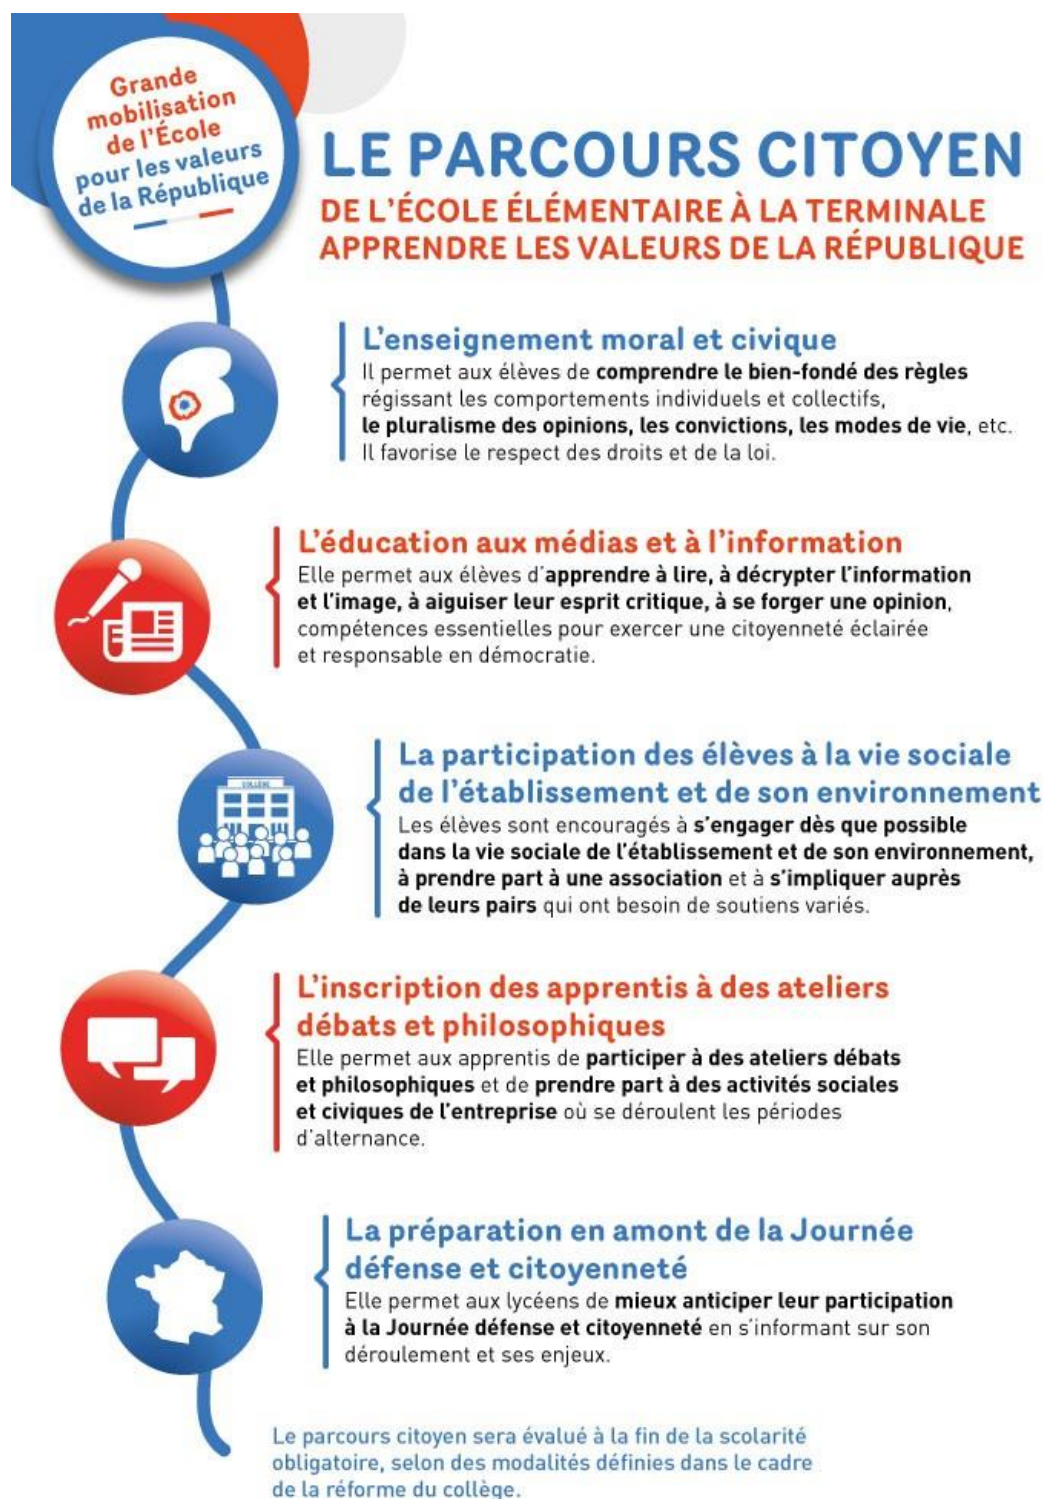 Grande
mobilisation
de l'École
pour les valeurs
de la République
LE PARCOURS CITOYEN
DE L'ÉCOLE ÉLÉMENTAIRE À LA TERMINALE
APPRENDRE LES VALEURS DE LA RÉPUBLIQUE
L'enseignement moral et civique
Il permet aux élèves de comprendre le bien-fondé des règles
régissant les comportements individuels et collectifs,
le pluralisme des opinions, les convictions, les modes de vie, etc.
Il favorise le respect des droits et de la loi.
L'éducation aux médias et à l'information
Elle permet aux élèves d'apprendre à lire, à décrypter l'information
et l'image, à aiguiser leur esprit critique, à se forger une opinion,
compétences essentielles pour exercer une citoyenneté éclairée
et responsable en démocratie.
COLLÈGE
La participation des élèves à la vie sociale
de l'établissement et de son environnement
Les élèves sont encouragés à s'engager dès que possible
dans la vie sociale de l'établissement et de son environnement,
à prendre part à une association et à s'impliquer auprès
de leurs pairs qui ont besoin de soutiens variés.
L'inscription des apprentis à des ateliers
débats et philosophiques
Elle permet aux apprentis de participer à des ateliers débats
et philosophiques et de prendre part à des activités sociales
et civiques de l'entreprise où se déroulent les périodes
d'alternance.
La préparation en amont de la Journée
défense et citoyenneté
Elle permet aux lycéens de mieux anticiper leur participation
à la Journée défense et citoyenneté en s'informant sur son
déroulement et ses enjeux.
Le parcours citoyen sera évalué à la fin de la scolarité
obligatoire, selon des modalités définies dans le cadre
de la réforme du collège.